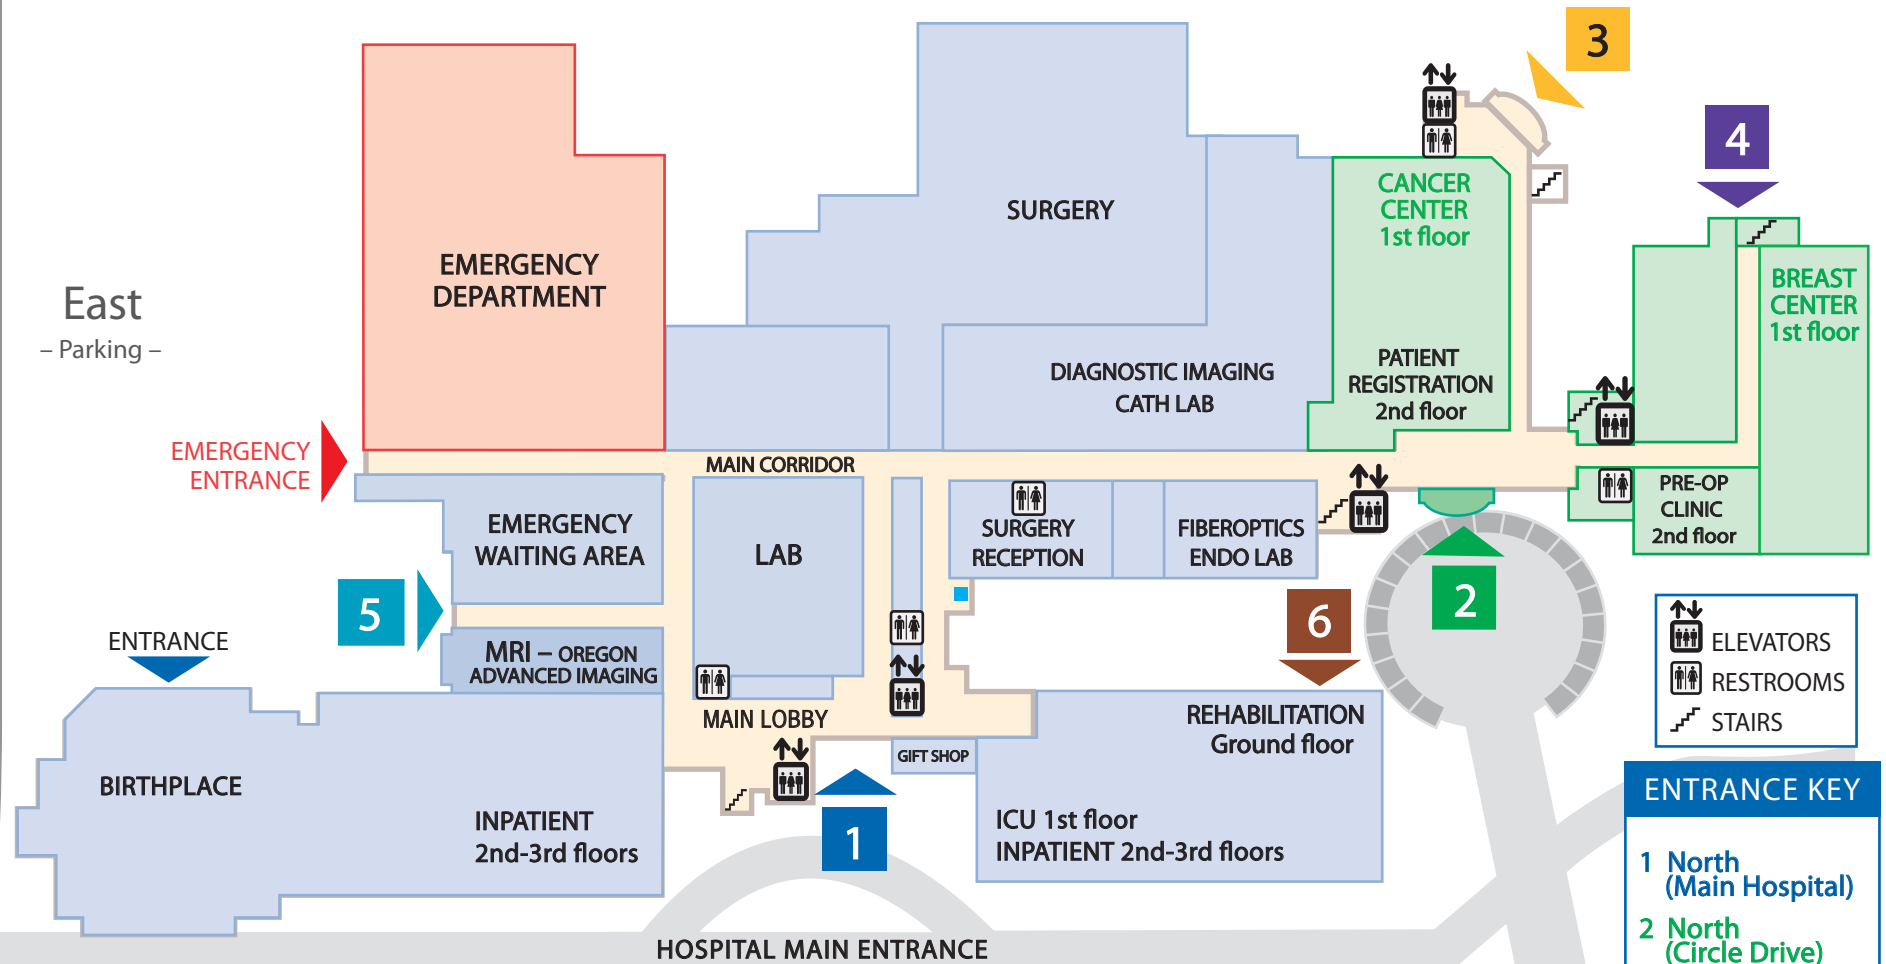 3
4
CANCER
CENTER
1st floor
SURGERY
EMERGENCY
DEPARTMENT
BREAST
CENTER
1st floor
East
– Parking –
PATIENT
REGISTRATION
2nd floor
DIAGNOSTIC IMAGING
CATH LAB
EMERGENCY
ENTRANCE
MAIN CORRIDOR
EMERGENCY
WAITING AREA
LAB
SURGERY
RECEPTION
FIBEROPTICS
ENDO LAB
PRE-OP
CLINIC
2nd floor
5
6
2
ENTRANCE
MRI – OREGON
ADVANCED IMAGING
ELEVATORS
RESTROOMS
STAIRS
MAIN LOBBY
REHABILITATION
Ground floor
GIFT SHOP
BIRTHPLACE
INPATIENT
2nd-3rd floors
1
ICU 1st floor
INPATIENT 2nd-3rd floors
HOSPITAL MAIN ENTRANCE
ENTRANCE KEY
1 North
(Main Hospital)
2 North
(Circle Drive)